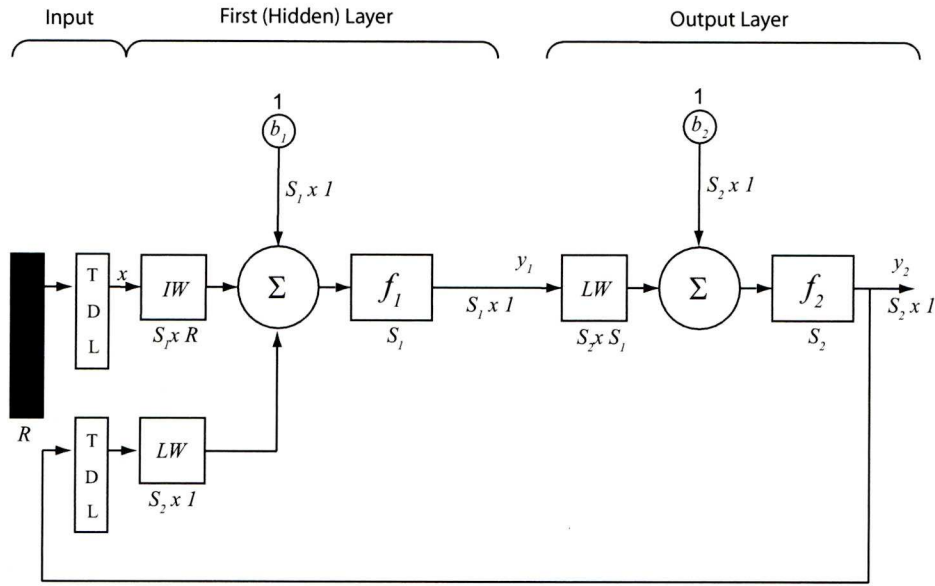 Input
First (Hidden) Layer
Output Layer
1
b₁
S₁ x 1
1
b₂
S₂ x 1
R
T
D
L
x
IW
S₁x R
Σ
f₁
S₁
y₁
S₁ x 1
LW
S₂x S₁
Σ
f₂
S₂
y₂
S₂ x 1
T
D
L
LW
S₂ x 1